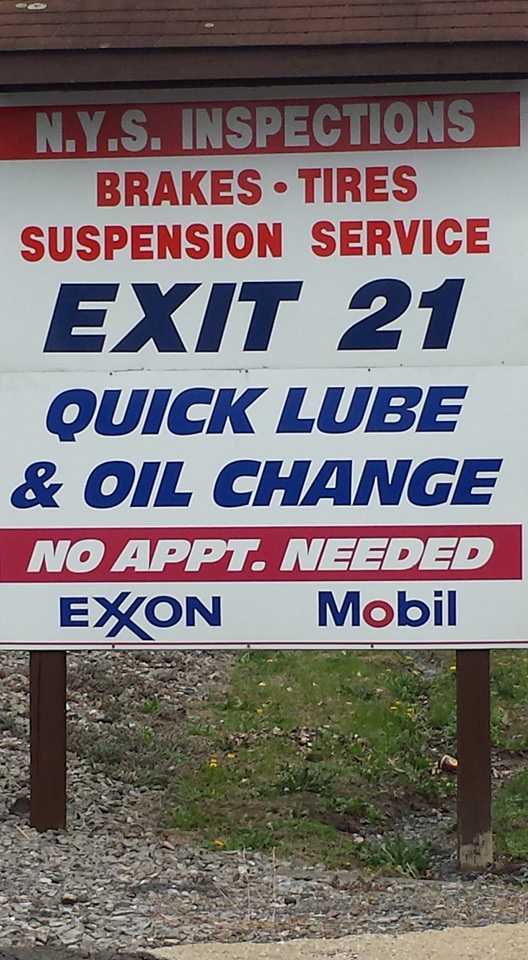 N.Y.S. INSPECTIONS
BRAKES • TIRES
SUSPENSION SERVICE
EXIT 21
QUICK LUBE
& OIL CHANGE
NO APPT. NEEDED
EXXON Mobil